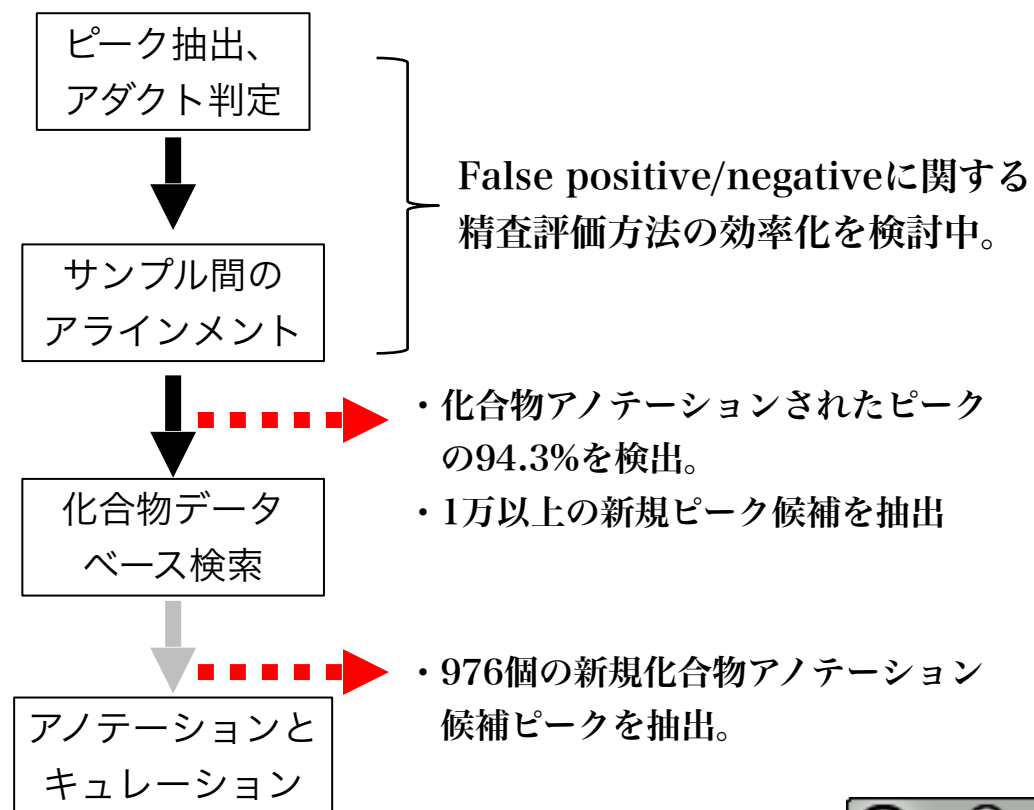 ピーク抽出、
アダクト判定
False positive/negativeに関する
精査評価方法の効率化を検討中。
サンプル間の
アラインメント
・化合物アノテーションされたピーク
の94.3%を検出。
・1万以上の新規ピーク候補を抽出
化合物データ
ベース検索
・976個の新規化合物アノテーション
候補ピークを抽出。
アノテーションと
キュレーション